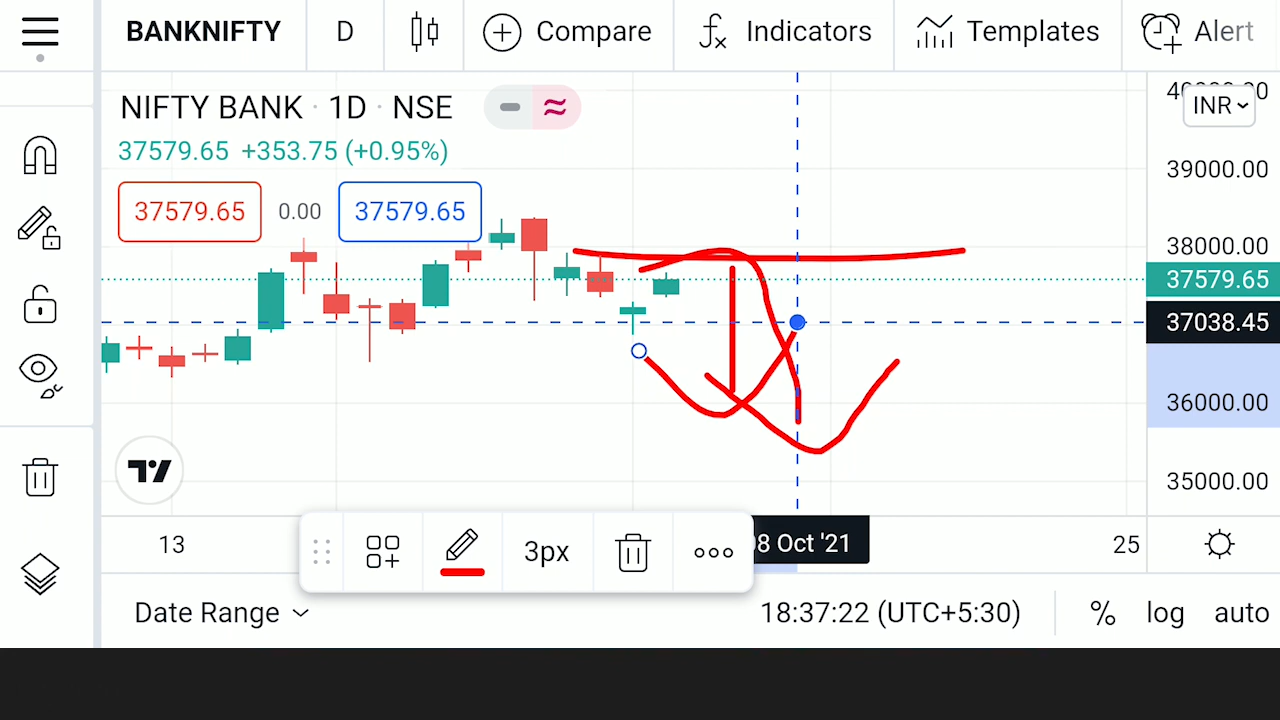 BANKNIFTY D Compare Indicators Templates Alert
NIFTY BANK · 1D · NSE
INR
37579.65 +353.75 (+0.95%)
39000.00
37579.65 0.00 37579.65
38000.00
37579.65
37038.45
36000.00
35000.00
13 3px 8 Oct '21 25
Date Range 18:37:22 (UTC+5:30) % log auto